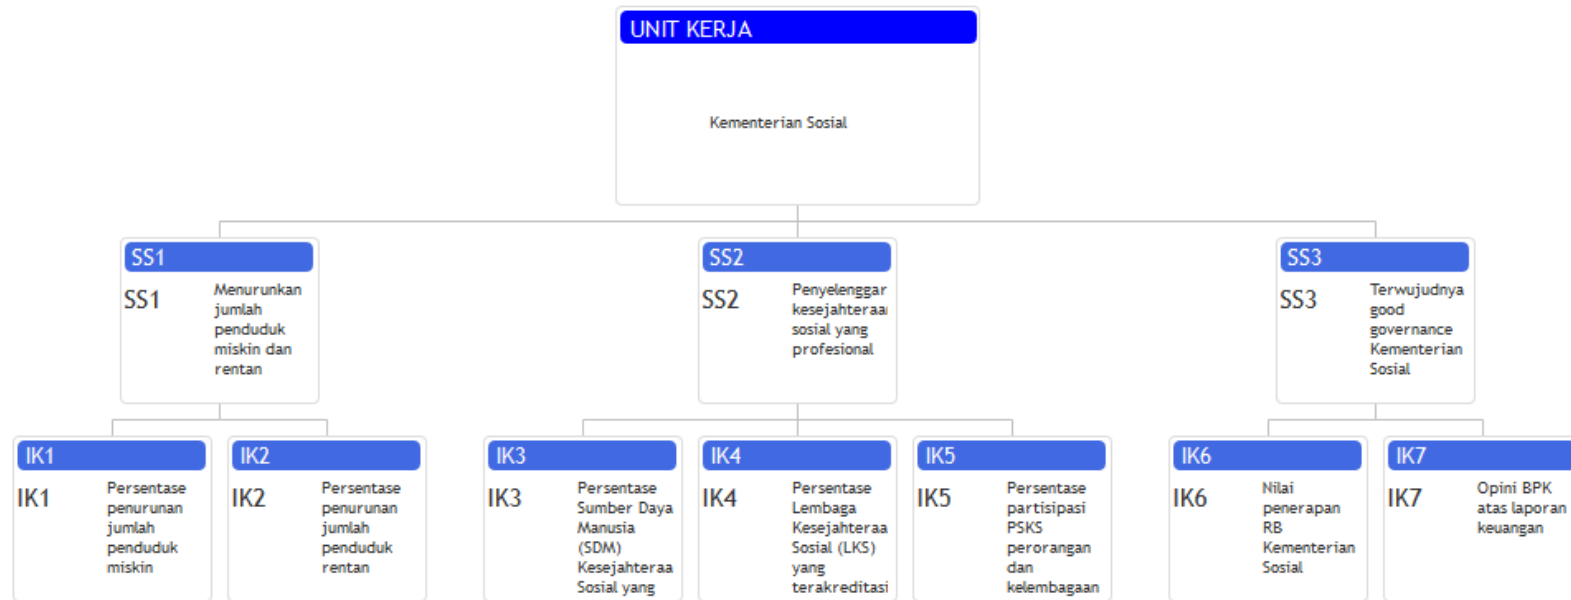 UNIT KERJA
Kementerian Sosial
SS1
SS1
Menurunkan
jumlah
penduduk
miskin dan
rentan
SS2
SS2
Penyelenggar
kesejahteraa
sosial yang
profesional
SS3
SS3
Terwujudnya
good
governance
Kementerian
Sosial
IK1
IK1
Persentase
penurunan
jumlah
penduduk
miskin
IK2
IK2
Persentase
penurunan
jumlah
penduduk
rentan
IK3
IK3
Persentase
Sumber Daya
Manusia
(SDM)
Kesejahteraa
Sosial yang
IK4
IK4
Persentase
Lembaga
Kesejahteraa
Sosial (LKS)
yang
terakreditasi
IK5
IK5
Persentase
partisipasi
PSKS
perorangan
dan
kelembagaan
IK6
IK6
Nilai
penerapan
RB
Kementerian
Sosial
IK7
IK7
Opini BPK
atas laporan
keuangan